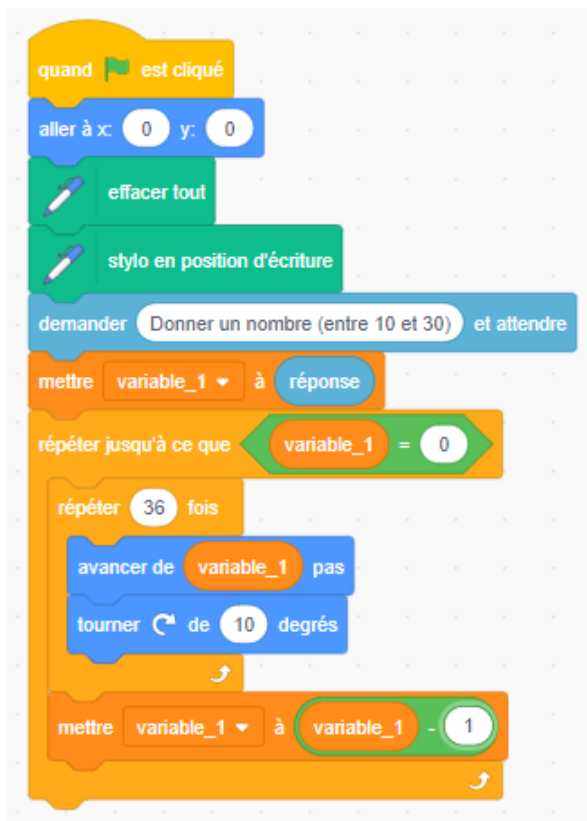 quand est cliqué
aller à x: 0 y: 0
effacer tout
stylo en position d'écriture
demander Donner un nombre (entre 10 et 30) et attendre
mettre variable_1 à réponse
répéter jusqu'à ce que variable_1 = 0
répéter 36 fois
avancer de variable_1 pas
tourner de 10 degrés
mettre variable_1 à variable_1 - 1